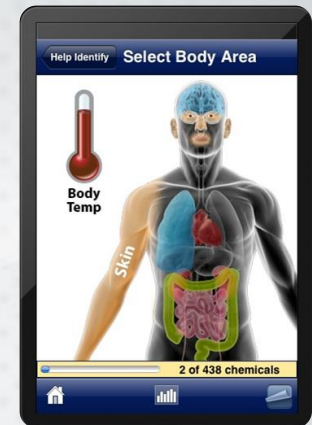 Help Identify Select Body Area
Body
Temp
Skin
2 of 438 chemicals